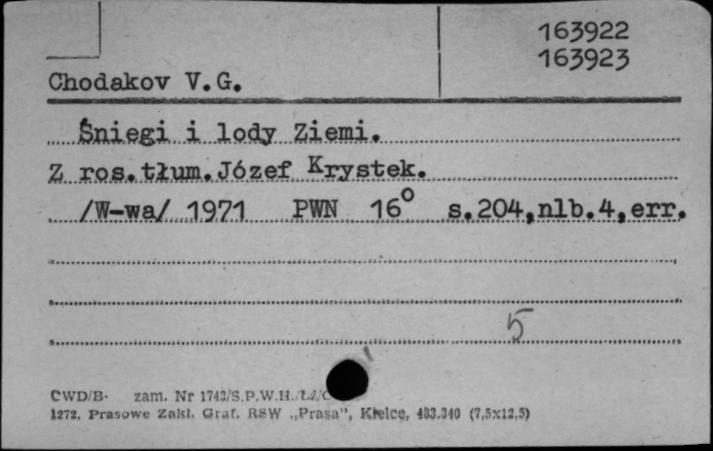 163922
163923
Chodakov V.G.
Śniegi i lody Ziemi.
Z ros.tłum.Józef Krystek.
/W-wa/ 1971 PWN 16° s.204,nlb.4,err.
5
CWD/B· zam. Nr 1743/S.P.W.H.
1272. Prasowe Zakł. Graf. RSW „Prasa", Kielce, 483.340 (7,5x12,5)